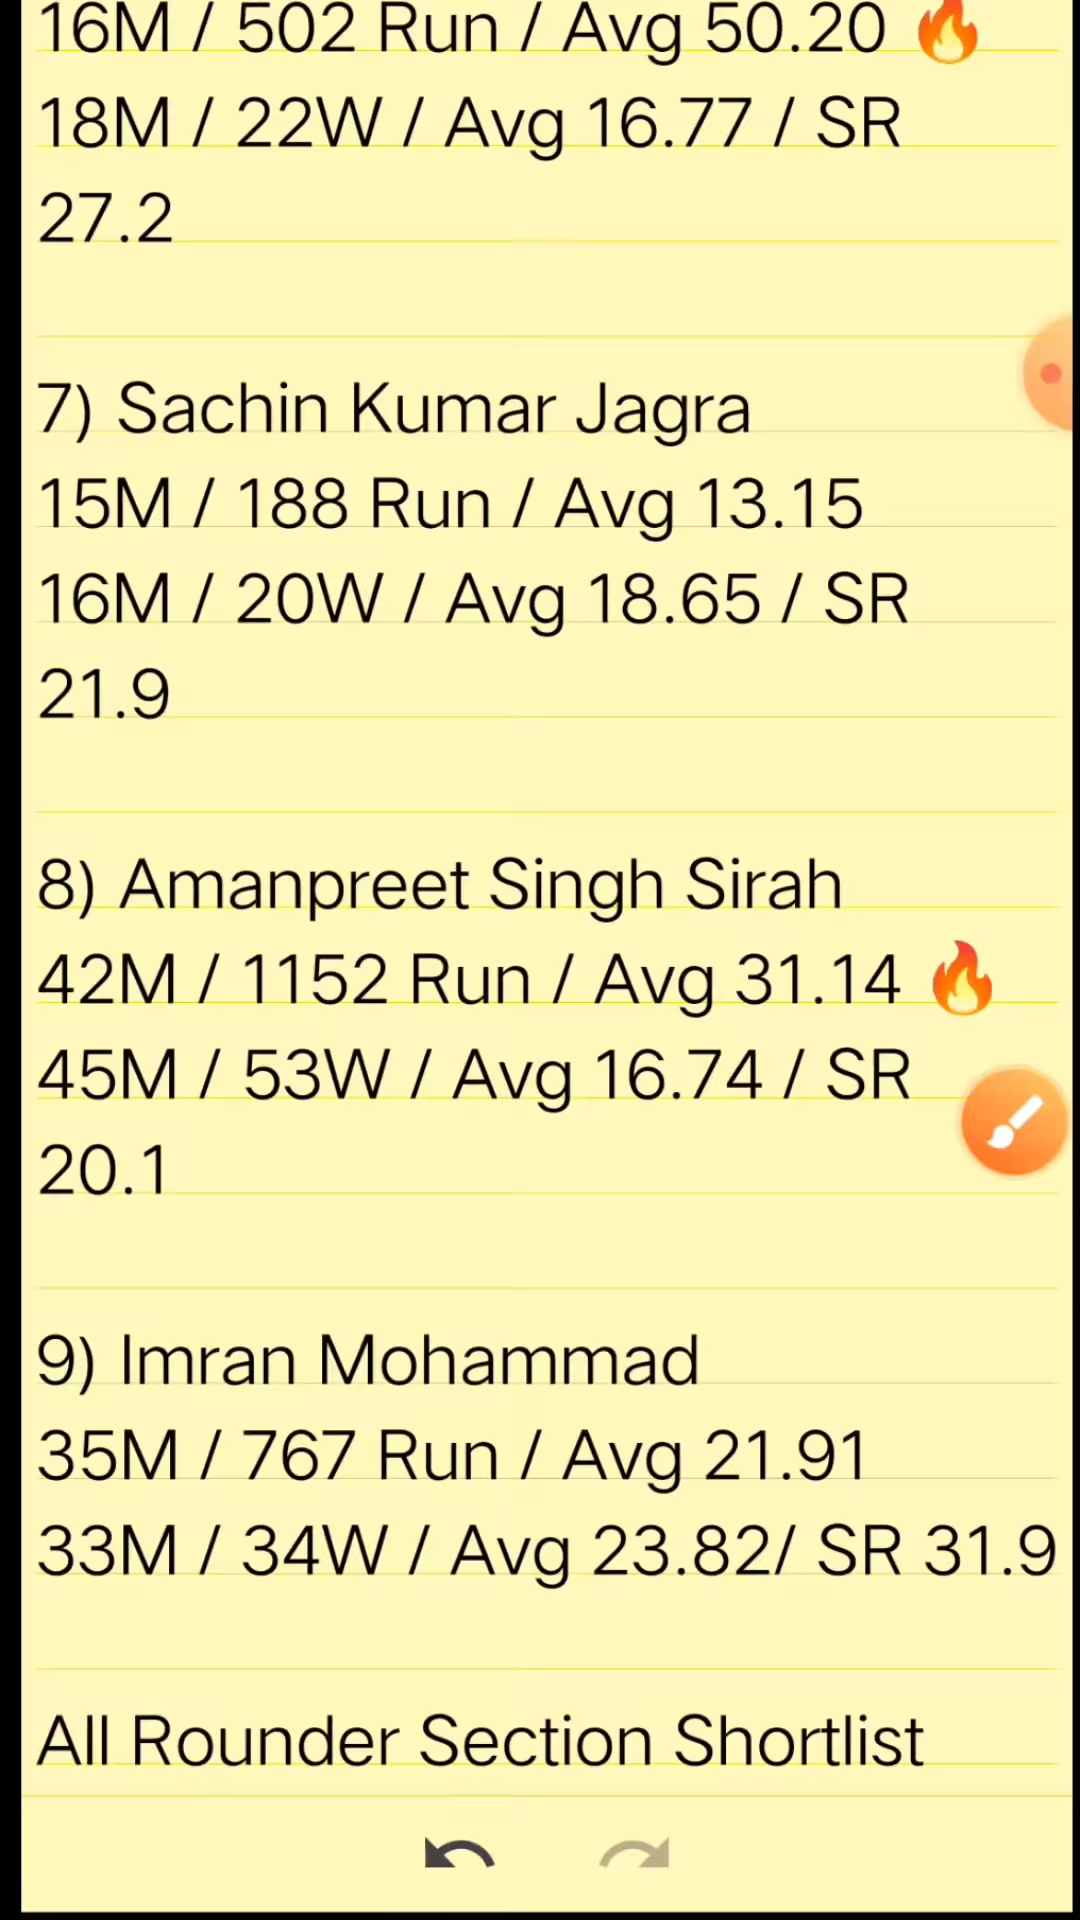 16M / 502 Run / Avg 50.20 🔥
18M / 22W / Avg 16.77 / SR
27.2
7) Sachin Kumar Jagra
15M / 188 Run / Avg 13.15
16M / 20W / Avg 18.65 / SR
21.9
8) Amanpreet Singh Sirah
42M / 1152 Run / Avg 31.14 🔥
45M / 53W / Avg 16.74 / SR
20.1
9) Imran Mohammad
35M / 767 Run / Avg 21.91
33M / 34W / Avg 23.82/ SR 31.9
All Rounder Section Shortlist